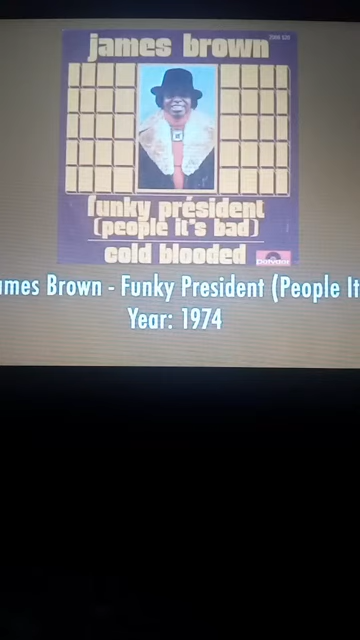 james brown
funky président
(people it's bad)
cold blooded
polydor
ames Brown - Funky President (People It
Year: 1974